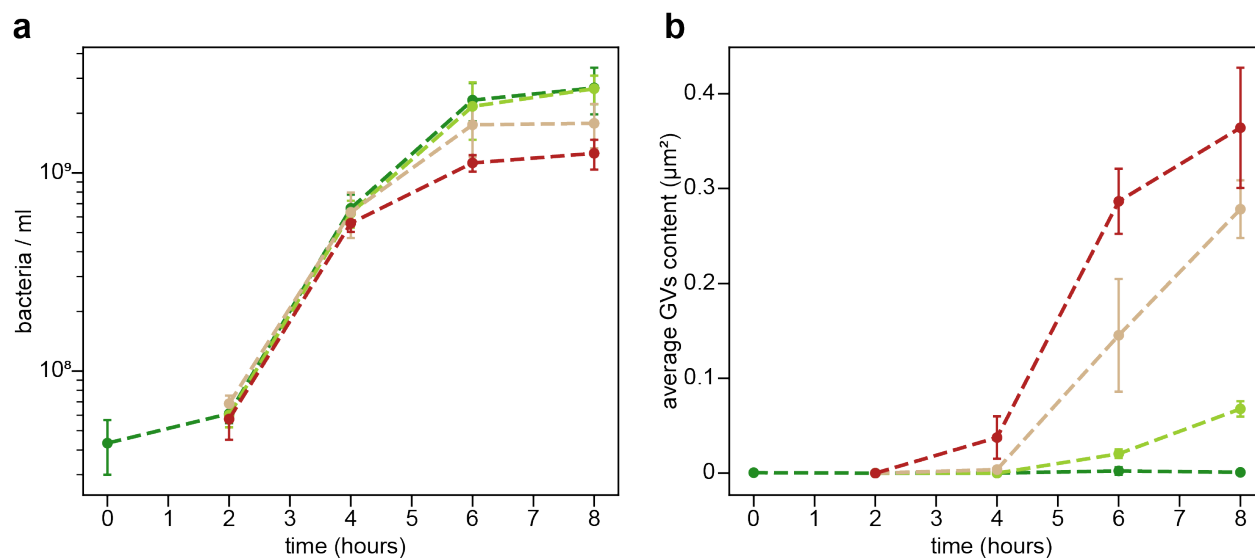 a
bacteria / ml
10⁹
10⁸
0 1 2 3 4 5 6 7 8
time (hours)
b
average GVs content (μm²)
0.4
0.3
0.2
0.1
0
0 1 2 3 4 5 6 7 8
time (hours)